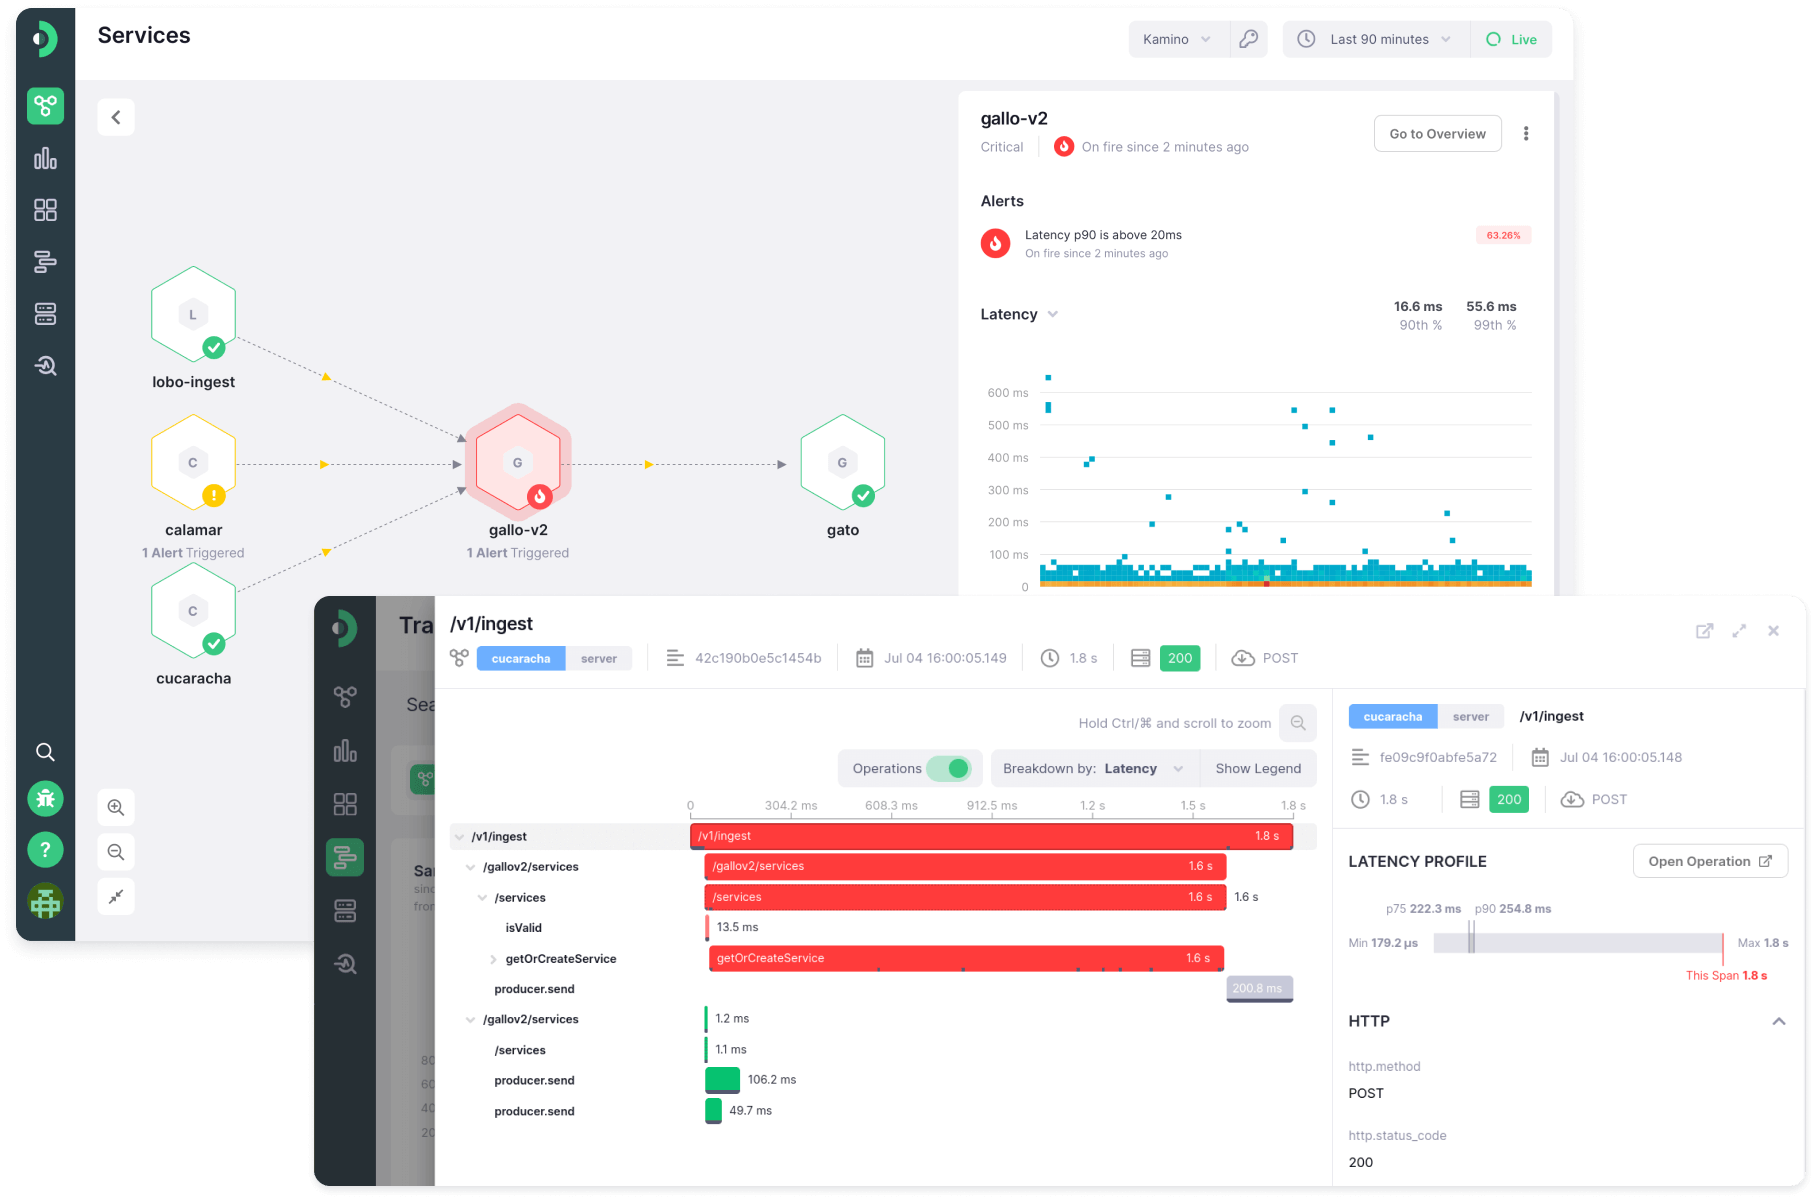 Services
Kamino
Last 90 minutes
Live
gallo-v2
Critical
On fire since 2 minutes ago
Go to Overview
Alerts
Latency p90 is above 20ms
On fire since 2 minutes ago
63.26%
Latency
16.6 ms
90th %
55.6 ms
99th %
600 ms
500 ms
400 ms
300 ms
200 ms
100 ms
0
L
lobo-ingest
C
calamar
1 Alert Triggered
G
gallo-v2
1 Alert Triggered
G
gato
C
cucaracha
?
Tra
Sea
Sa
sinc
from
80
60
40
20
/v1/ingest
cucaracha server
42c190b0e5c1454b
Jul 04 16:00:05.149
1.8 s
200
POST
Hold Ctrl/⌘ and scroll to zoom
Operations
Breakdown by: Latency
Show Legend
0 304.2 ms 608.3 ms 912.5 ms 1.2 s 1.5 s 1.8 s
/v1/ingest /v1/ingest 1.8 s
/gallov2/services /gallov2/services 1.6 s
/services /services 1.6 s 1.6 s
isValid 13.5 ms
getOrCreateService getOrCreateService 1.6 s
producer.send 200.8 ms
/gallov2/services 1.2 ms
/services 1.1 ms
producer.send 106.2 ms
producer.send 49.7 ms
cucaracha server /v1/ingest
fe09c9f0abfe5a72
Jul 04 16:00:05.148
1.8 s
200
POST
LATENCY PROFILE
Open Operation
p75 222.3 ms p90 254.8 ms
Min 179.2 µs
Max 1.8 s
This Span 1.8 s
HTTP
http.method
POST
http.status_code
200